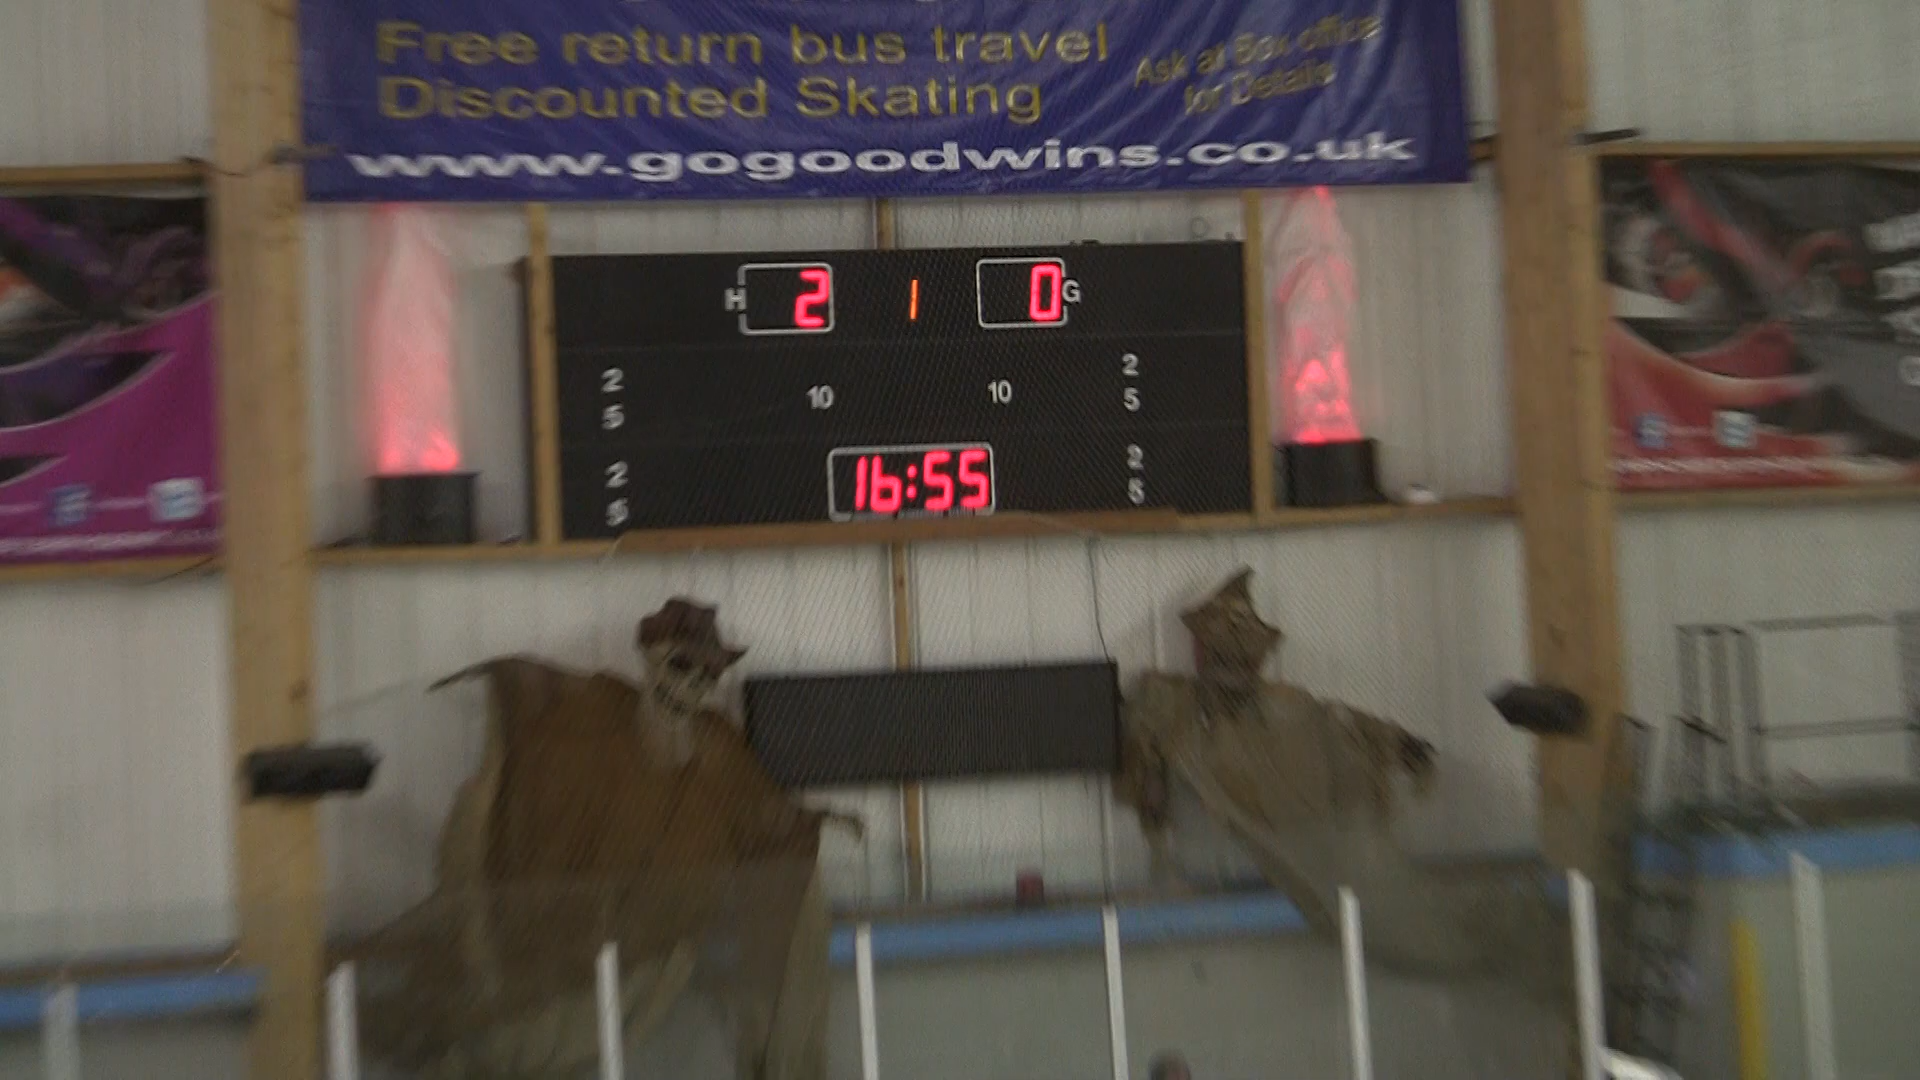 Free return bus travel
Discounted Skating
Ask at Box office
for Details
www.gogoodwins.co.uk
H 2 1 0 G
2 10 10 2
5 5
16:55
2 2
5 5